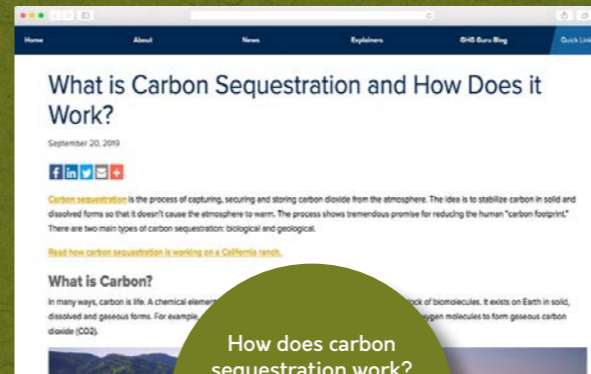 Home About News Explainers GHG Guru Blog Quick Link
What is Carbon Sequestration and How Does it
Work?
September 20, 2019
Carbon sequestration is the process of capturing, securing and storing carbon dioxide from the atmosphere. The idea is to stabilize carbon in solid and
dissolved forms so that it doesn't cause the atmosphere to warm. The process shows tremendous promise for reducing the human "carbon footprint."
There are two main types of carbon sequestration: biological and geological.
Read how carbon sequestration is working on a California ranch.
What is Carbon?
In many ways, carbon is life. A chemical element of biomolecules. It exists on Earth in solid,
dissolved and gaseous forms. For example, molecules to form gaseous carbon
dioxide (CO2).
How does carbon
sequestration work?